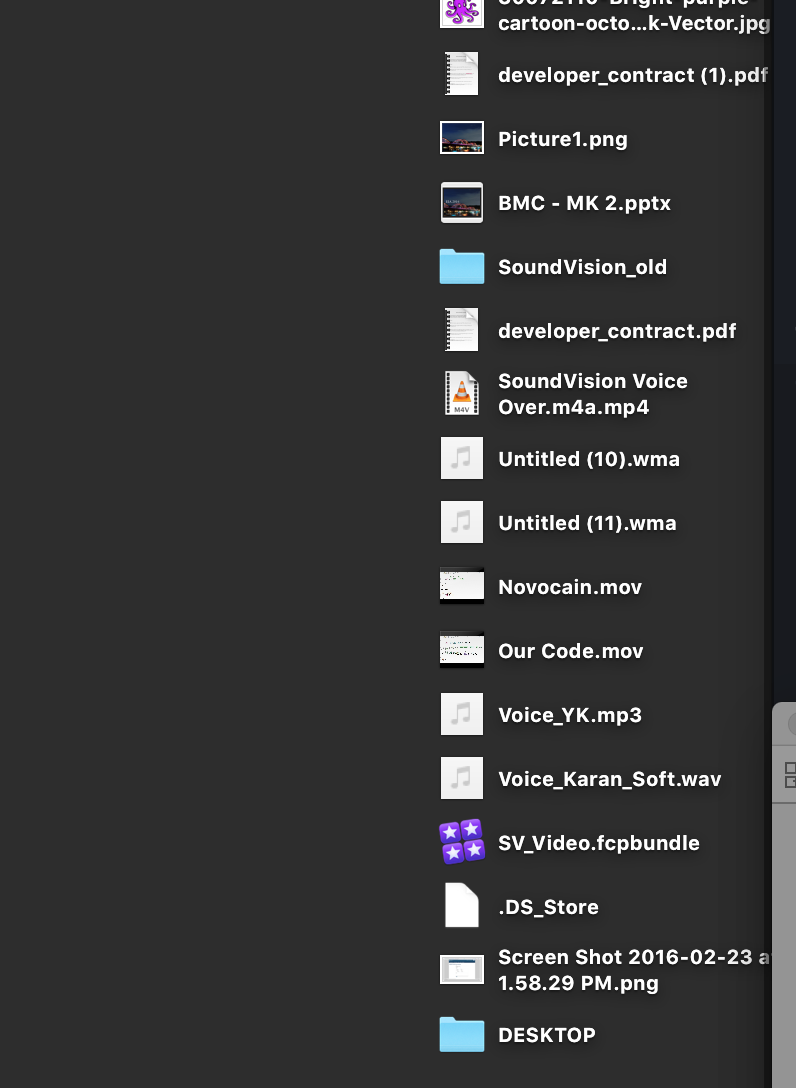 cartoon-octo...k-Vector.jpg
developer_contract (1).pdf
Picture1.png
BMC - MK 2.pptx
SoundVision_old
developer_contract.pdf
SoundVision Voice
Over.m4a.mp4
M4V
Untitled (10).wma
Untitled (11).wma
Novocain.mov
Our Code.mov
Voice_YK.mp3
Voice_Karan_Soft.wav
SV_Video.fcpbundle
.DS_Store
Screen Shot 2016-02-23 at
1.58.29 PM.png
DESKTOP